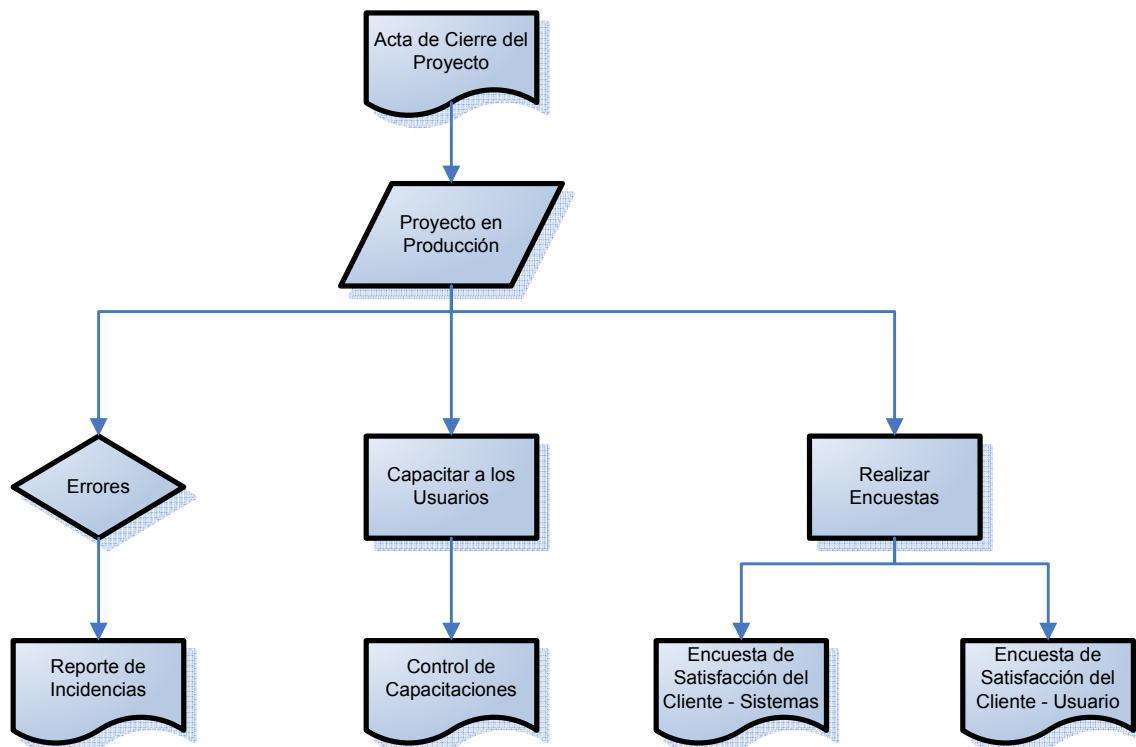 Acta de Cierre del
Proyecto
Proyecto en
Producción
Errores
Capacitar a los
Usuarios
Realizar
Encuestas
Reporte de
Incidencias
Control de
Capacitaciones
Encuesta de
Satisfacción del
Cliente - Sistemas
Encuesta de
Satisfacción del
Cliente - Usuario